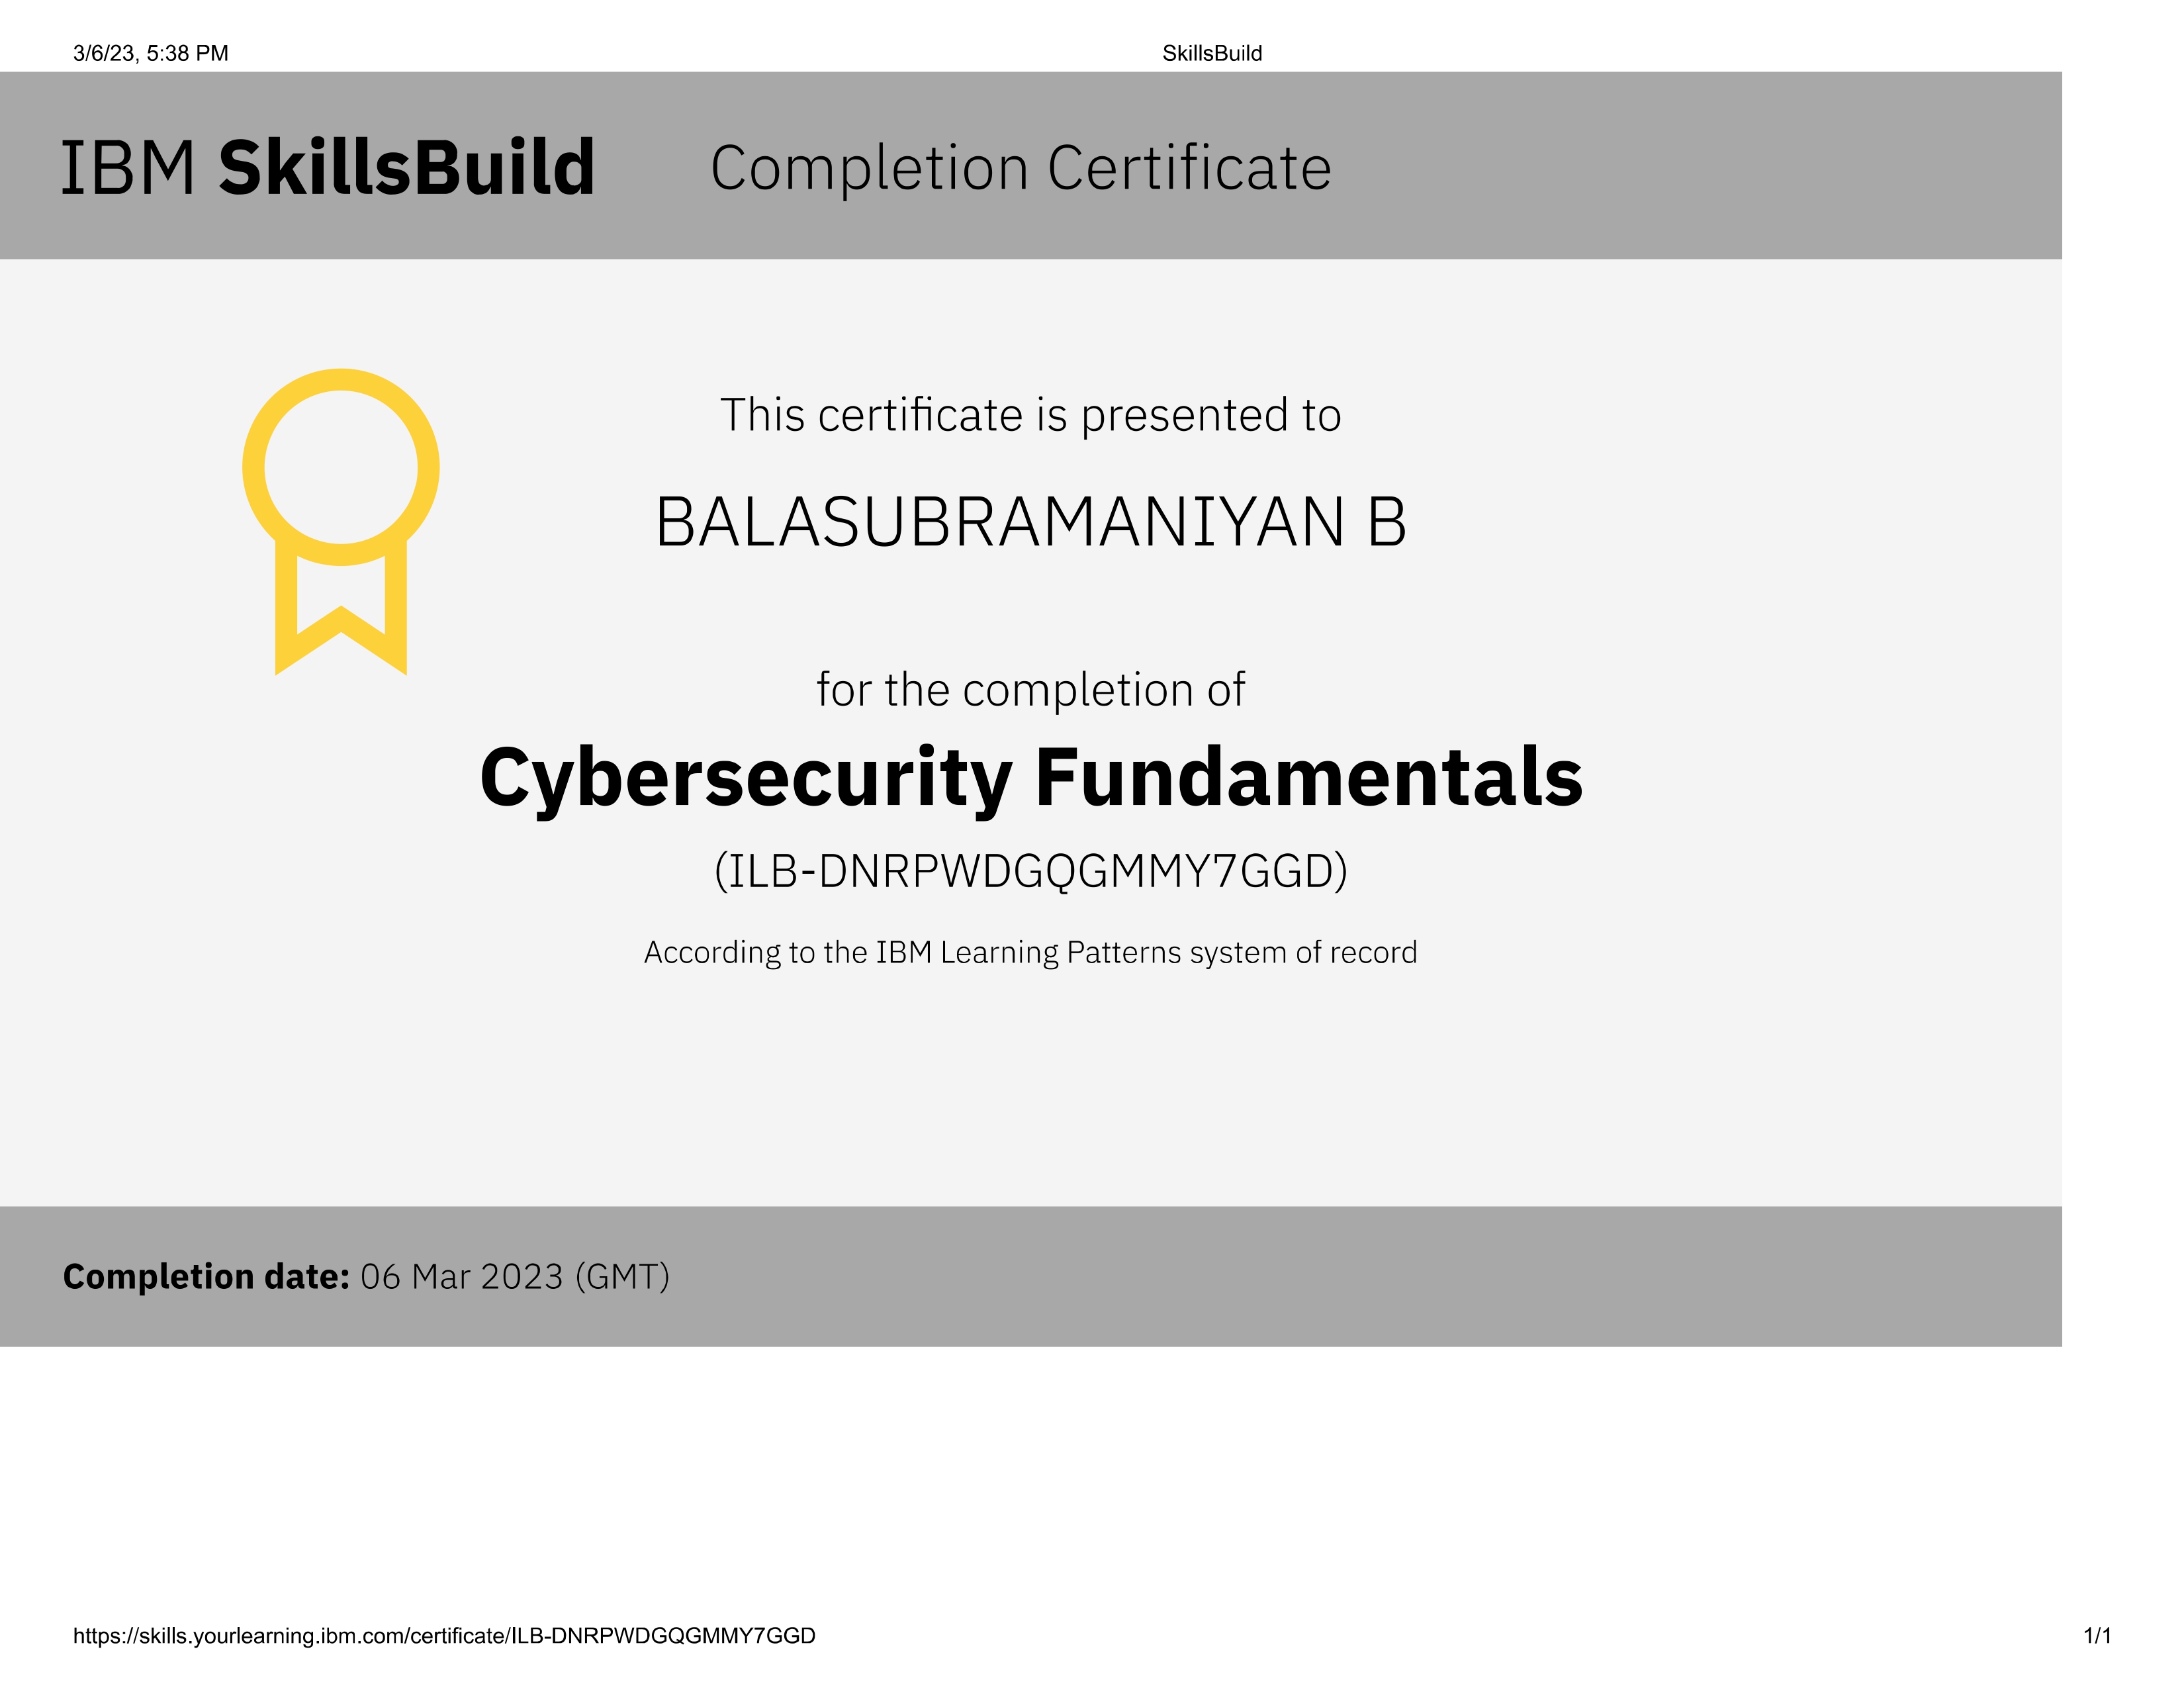 3/6/23, 5:38 PM
SkillsBuild
IBM SkillsBuild
Completion Certificate
This certificate is presented to
BALASUBRAMANIYAN B
for the completion of
Cybersecurity Fundamentals
(ILB-DNRPWDGQGMMY7GGD)
According to the IBM Learning Patterns system of record
Completion date: 06 Mar 2023 (GMT)
https://skills.yourlearning.ibm.com/certificate/ILB-DNRPWDGQGMMY7GGD
1/1